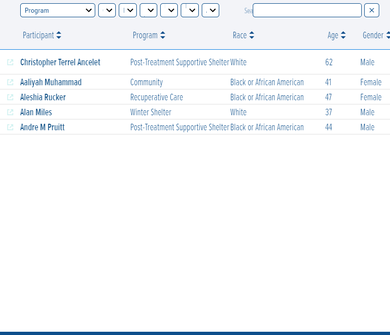 Program
Sea
Participant Program Race Age Gender
Christopher Terrel Ancelet Post-Treatment Supportive Shelter White 62 Male
Aaliyah Muhammad Community Black or African American 41 Female
Aleshia Rucker Recuperative Care Black or African American 47 Female
Alan Miles Winter Shelter White 37 Male
Andre M Pruitt Post-Treatment Supportive Shelter Black or African American 44 Male